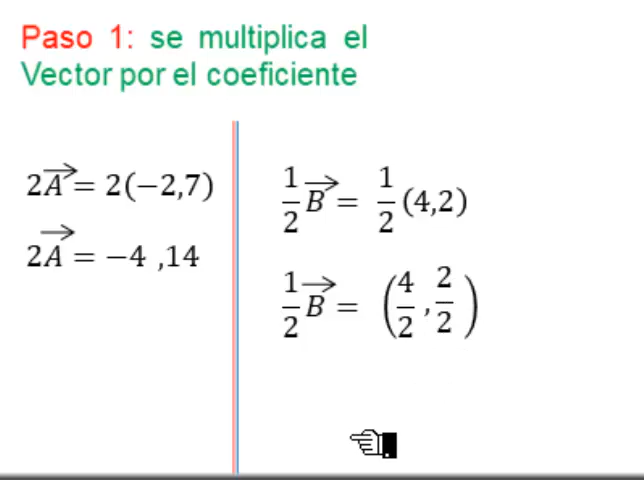 Paso 1: se multiplica el
Vector por el coeficiente
2A⃗ = 2(−2,7)
2A⃗ = −4 ,14
1/2 B⃗ = 1/2 (4,2)
1/2 B⃗ = (4/2 , 2/2)